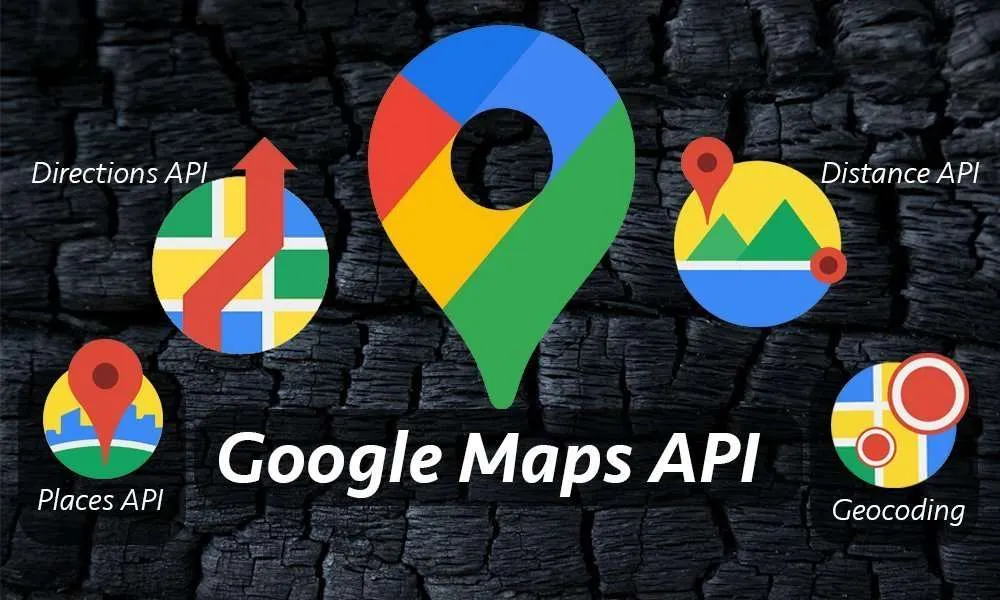 Directions API
Distance API
Places API
Google Maps API
Geocoding